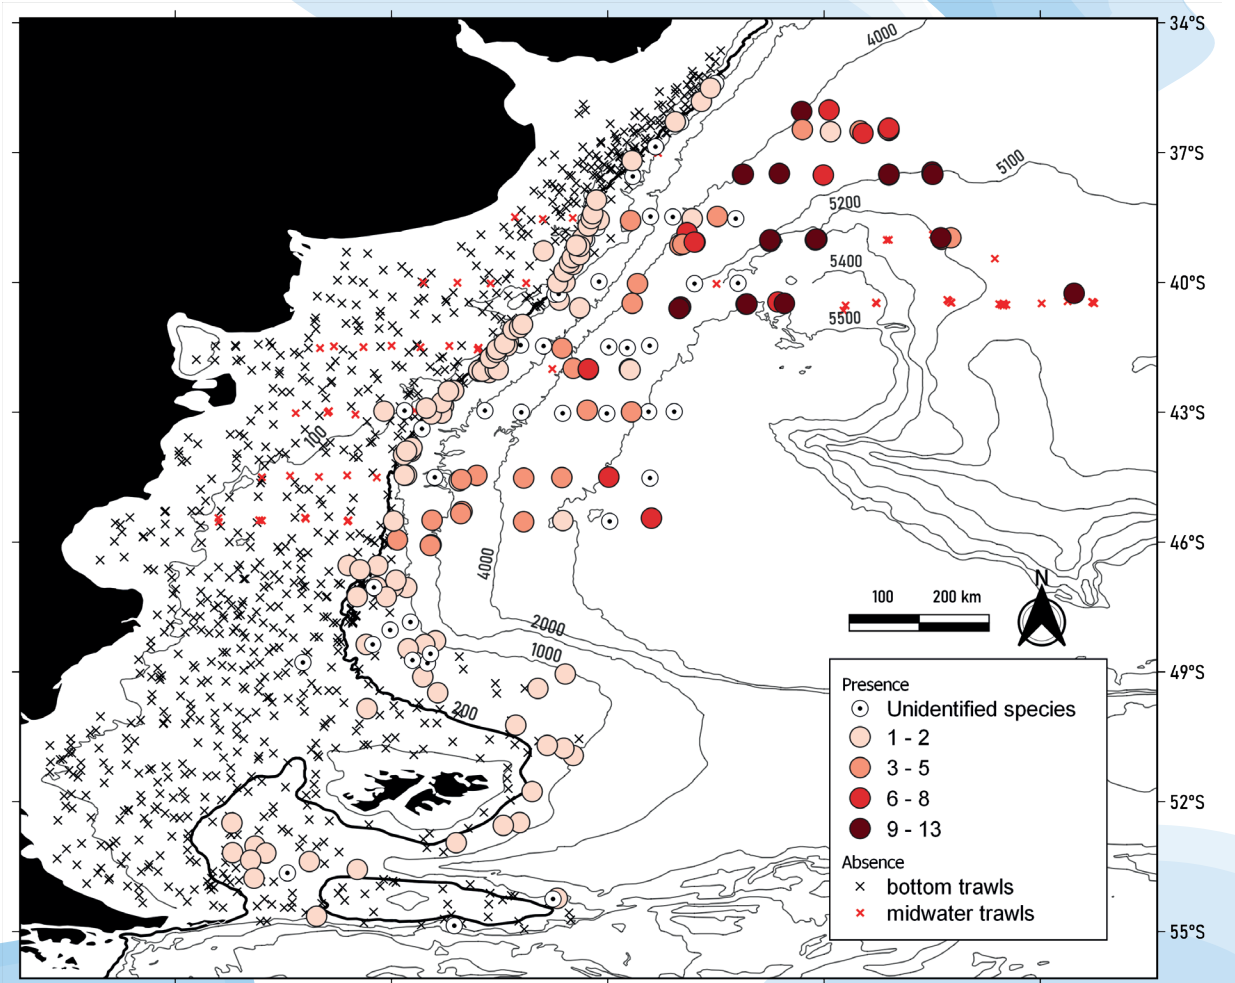 34°S
4000
37°S
5100
5200
5400
40°S
5500
43°S
100
46°S
4000
N
100 200 km
2000
1000
49°S
200
Presence
Unidentified species
1 - 2
3 - 5
6 - 8
9 - 13
52°S
Absence
bottom trawls
midwater trawls
55°S